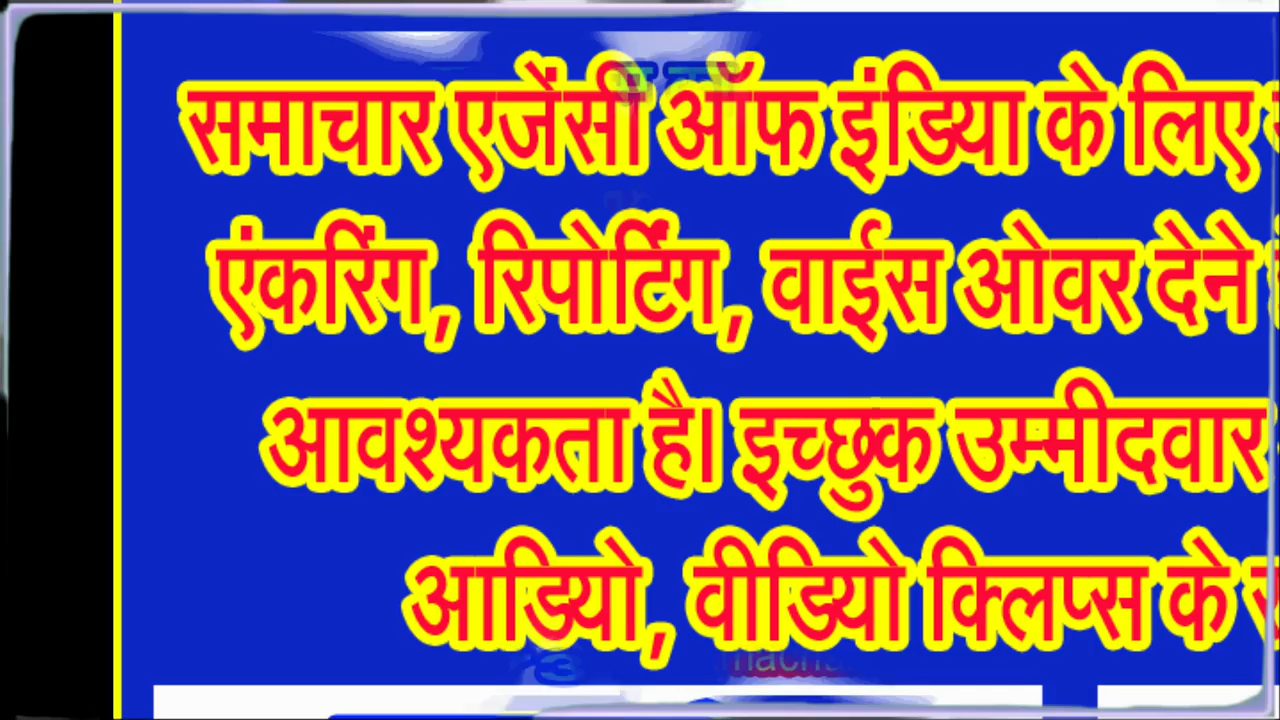 समाचार एजेंसी ऑफ इंडिया के लिए
एंकरिंग, रिपोर्टिंग, वाईस ओवर देने
आवश्यकता है। इच्छुक उम्मीदवार
आडियो, वीडियो क्लिप्स के